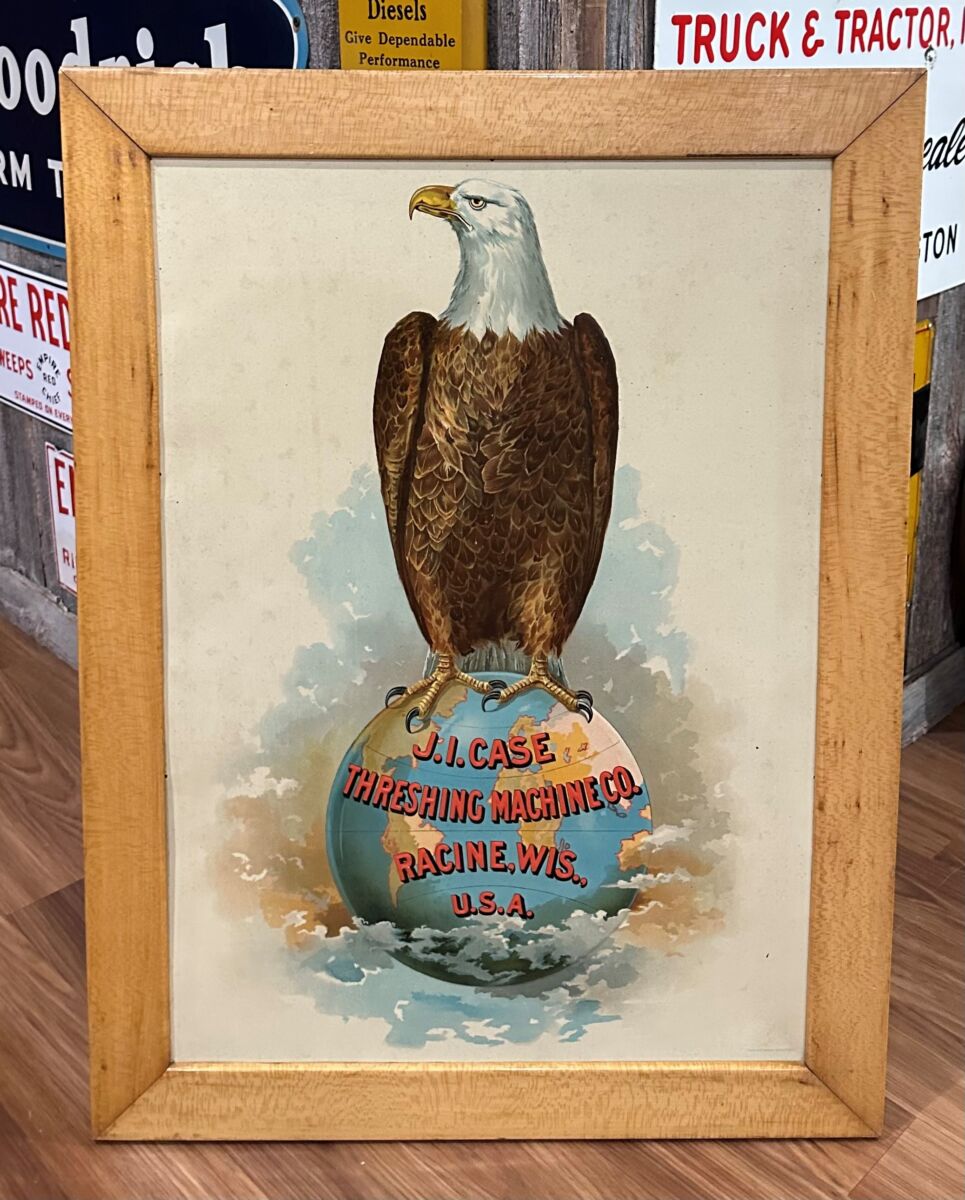 Diesels
Give Dependable
Performance
TRUCK & TRACTOR,
RM T
TON
RE RED
WEEPS
EMPIRE
RED
CHIEF
STAMPED ON EVERY
J.I. CASE
THRESHING MACHINE CO.
RACINE, WIS.,
U.S.A.